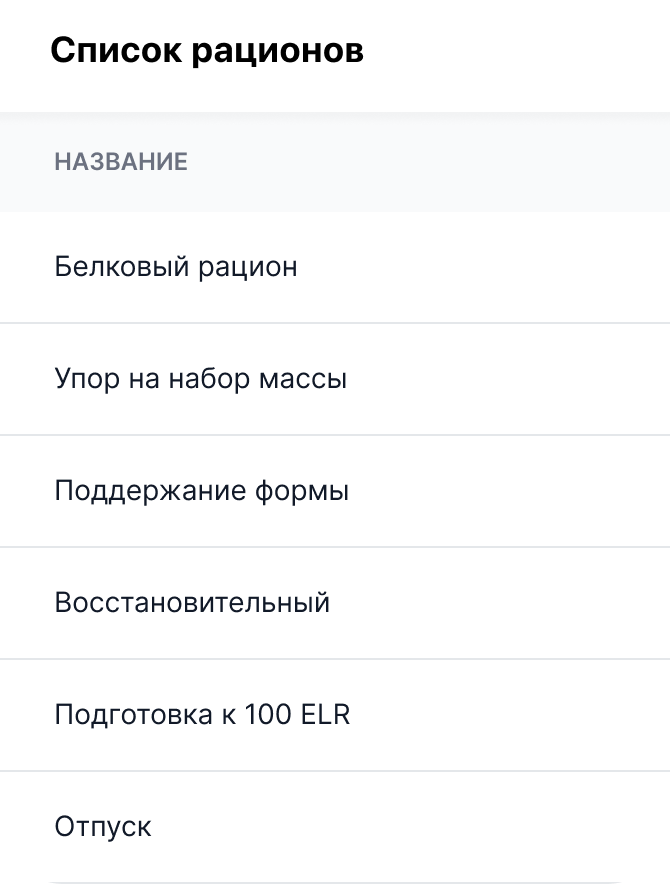 Список рационов
НАЗВАНИЕ
Белковый рацион
Упор на набор массы
Поддержание формы
Восстановительный
Подготовка к 100 ELR
Отпуск